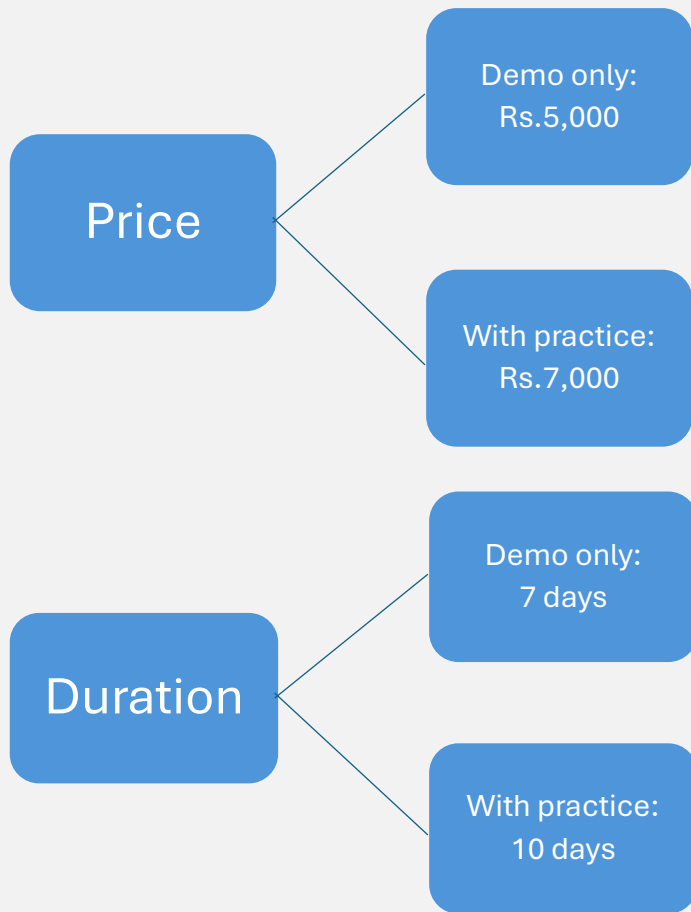 Price
Demo only:
Rs.5,000
With practice:
Rs.7,000
Duration
Demo only:
7 days
With practice:
10 days